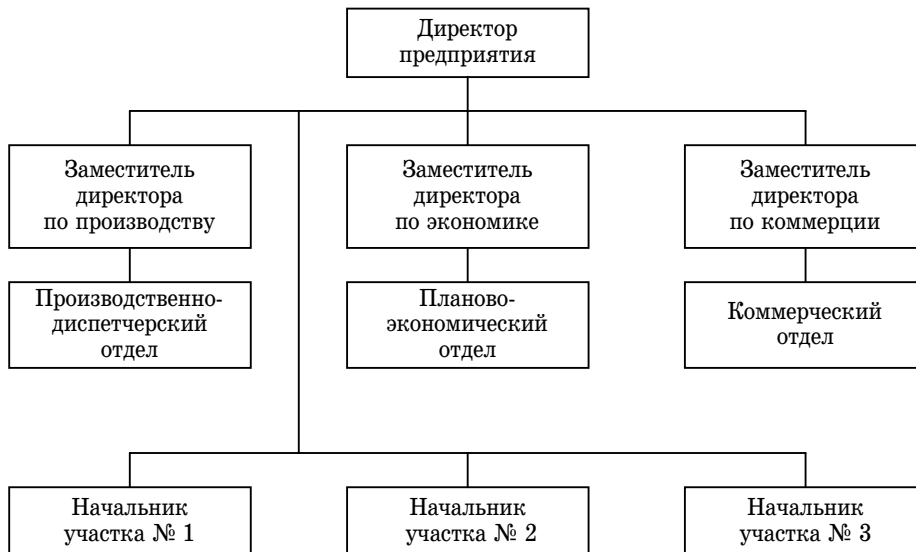 Директор
предприятия
Заместитель
директора
по производству
Заместитель
директора
по экономике
Заместитель
директора
по коммерции
Производственно-
диспетчерский
отдел
Планово-
экономический
отдел
Коммерческий
отдел
Начальник
участка № 1
Начальник
участка № 2
Начальник
участка № 3